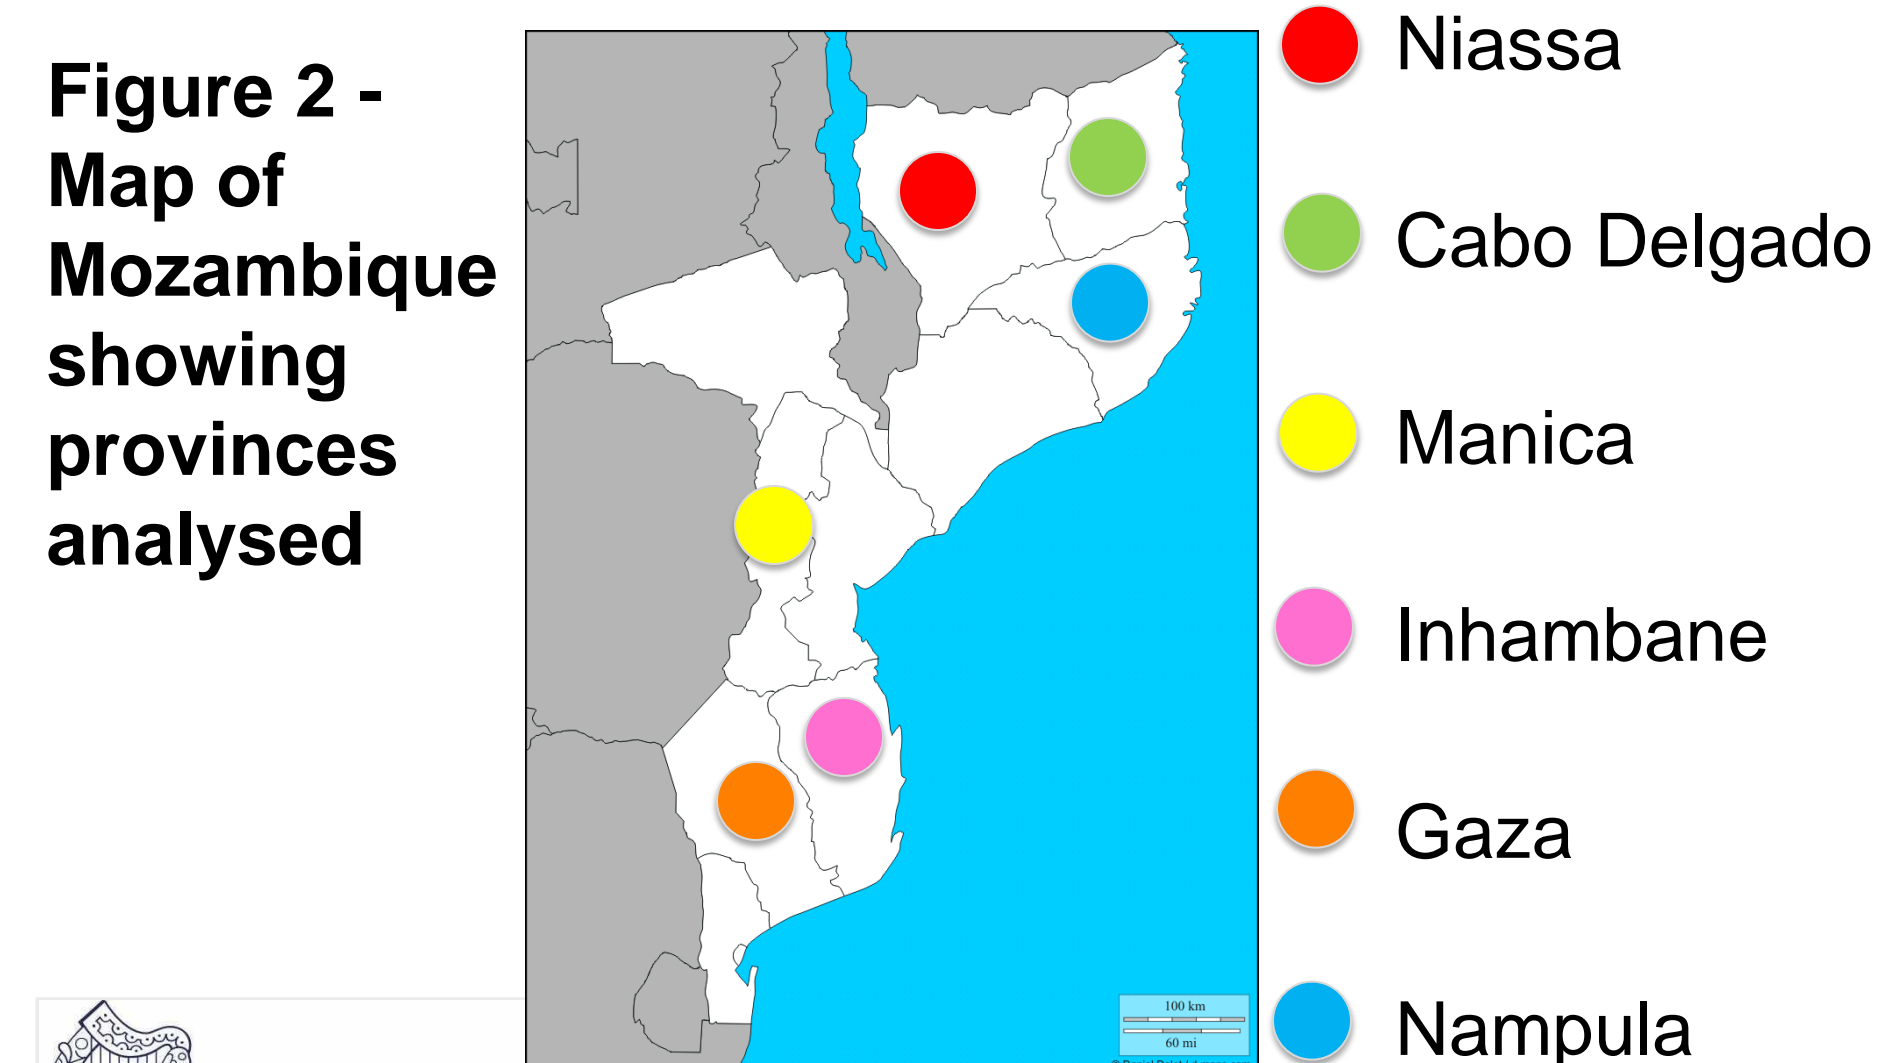 Figure 2 -
Map of
Mozambique
showing
provinces
analysed
Niassa
Cabo Delgado
Manica
Inhambane
Gaza
Nampula
100 km
60 mi